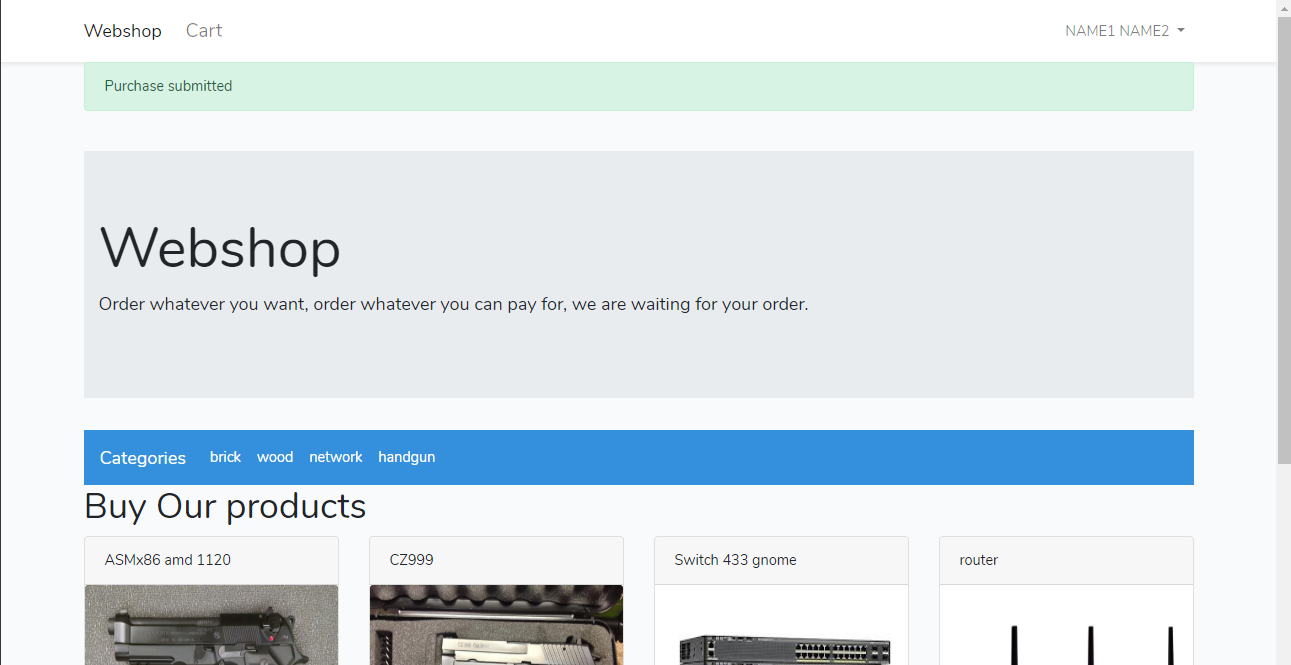 Webshop Cart NAME1 NAME2
Purchase submitted
Webshop
Order whatever you want, order whatever you can pay for, we are waiting for your order.
Categories brick wood network handgun
Buy Our products
ASMx86 amd 1120 CZ999 Switch 433 gnome router